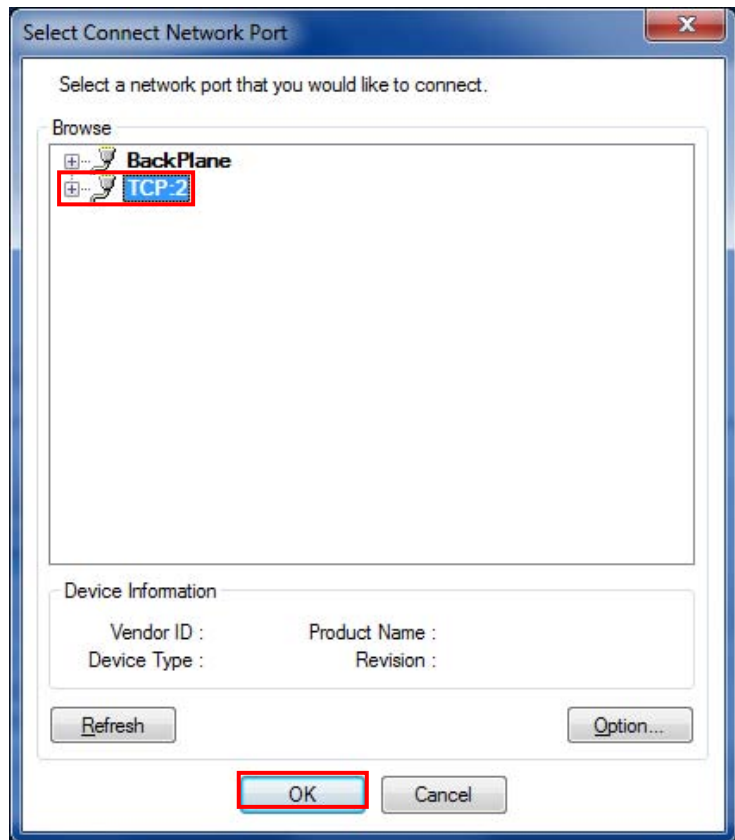 Select Connect Network Port
Select a network port that you would like to connect.
Browse
BackPlane
TCP:2
Device Information
Vendor ID : Product Name :
Device Type : Revision :
Refresh Option...
OK Cancel